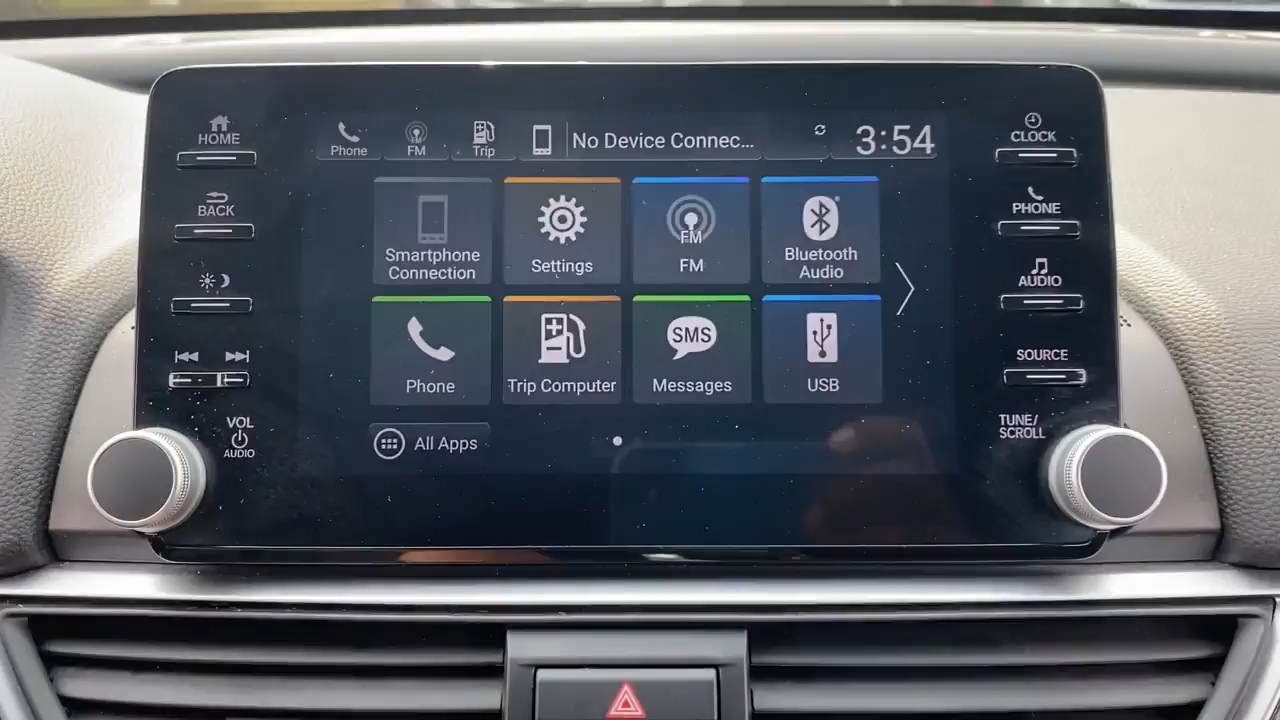 HOME
BACK
VOL
AUDIO
Phone
FM
FM
Trip
No Device Connec...
3:54
Smartphone
Connection
Settings
FM
FM
Bluetooth
Audio
Phone
Trip Computer
SMS
Messages
USB
All Apps
CLOCK
PHONE
AUDIO
SOURCE
TUNE/
SCROLL